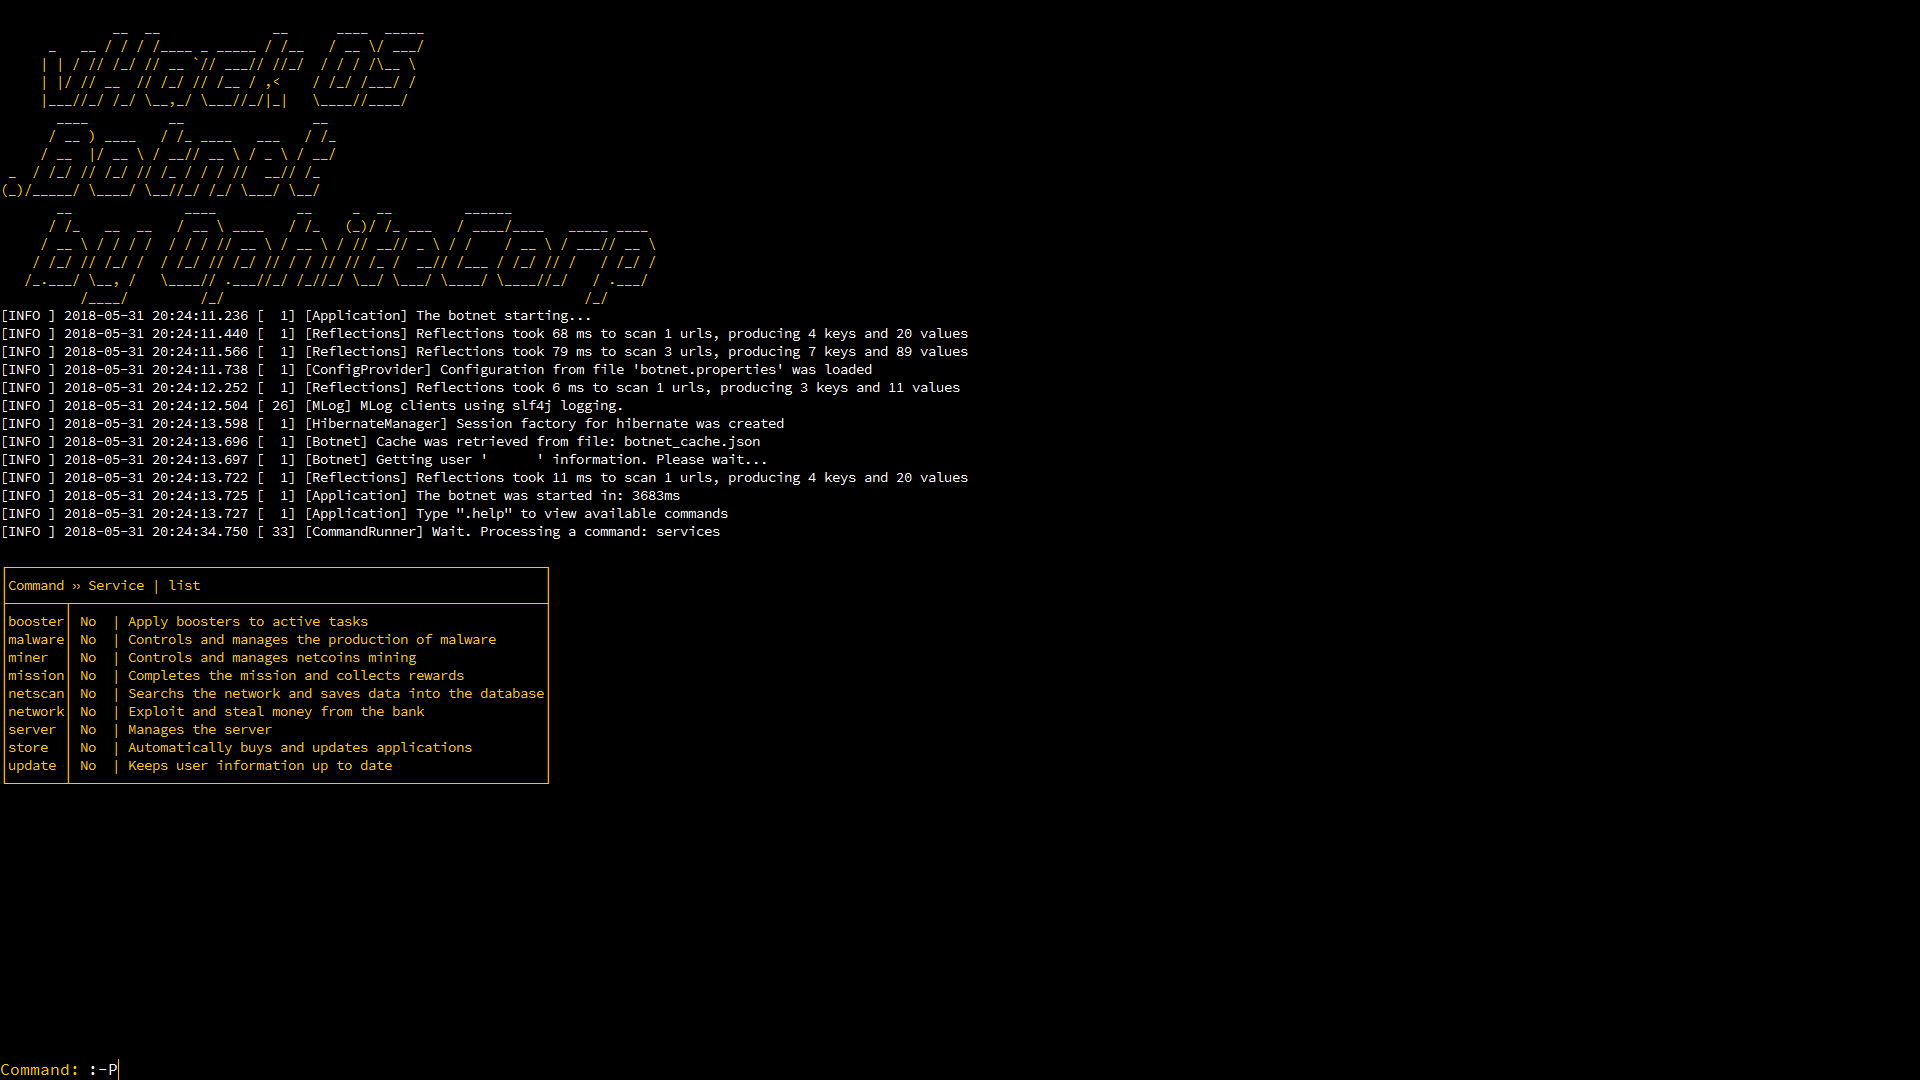 vHack OS
.Botnet
by OphiteCorp
[INFO ] 2018-05-31 20:24:11.236 [  1] [Application] The botnet starting...
[INFO ] 2018-05-31 20:24:11.440 [  1] [Reflections] Reflections took 68 ms to scan 1 urls, producing 4 keys and 20 values
[INFO ] 2018-05-31 20:24:11.566 [  1] [Reflections] Reflections took 79 ms to scan 3 urls, producing 7 keys and 89 values
[INFO ] 2018-05-31 20:24:11.738 [  1] [ConfigProvider] Configuration from file 'botnet.properties' was loaded
[INFO ] 2018-05-31 20:24:12.252 [  1] [Reflections] Reflections took 6 ms to scan 1 urls, producing 3 keys and 11 values
[INFO ] 2018-05-31 20:24:12.504 [ 26] [MLog] MLog clients using slf4j logging.
[INFO ] 2018-05-31 20:24:13.598 [  1] [HibernateManager] Session factory for hibernate was created
[INFO ] 2018-05-31 20:24:13.696 [  1] [Botnet] Cache was retrieved from file: botnet_cache.json
[INFO ] 2018-05-31 20:24:13.697 [  1] [Botnet] Getting user '      ' information. Please wait...
[INFO ] 2018-05-31 20:24:13.722 [  1] [Reflections] Reflections took 11 ms to scan 1 urls, producing 4 keys and 20 values
[INFO ] 2018-05-31 20:24:13.725 [  1] [Application] The botnet was started in: 3683ms
[INFO ] 2018-05-31 20:24:13.727 [  1] [Application] Type ".help" to view available commands
[INFO ] 2018-05-31 20:24:34.750 [ 33] [CommandRunner] Wait. Processing a command: services
Command » Service | list
booster│ No  | Apply boosters to active tasks
malware│ No  | Controls and manages the production of malware
miner  │ No  | Controls and manages netcoins mining
mission│ No  | Completes the mission and collects rewards
netscan│ No  | Searchs the network and saves data into the database
network│ No  | Exploit and steal money from the bank
server │ No  | Manages the server
store  │ No  | Automatically buys and updates applications
update │ No  | Keeps user information up to date
Command: :-P